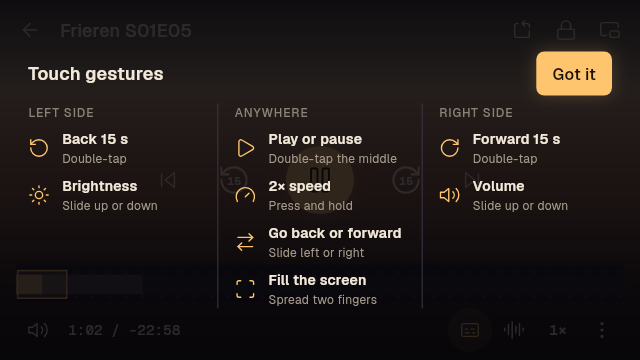 Frieren S01E05
Touch gestures
Got it
LEFT SIDE
Back 15 s
Double-tap
Brightness
Slide up or down
ANYWHERE
Play or pause
Double-tap the middle
2× speed
Press and hold
Go back or forward
Slide left or right
Fill the screen
Spread two fingers
RIGHT SIDE
Forward 15 s
Double-tap
Volume
Slide up or down
15
15
1:02 / -22:58
1×